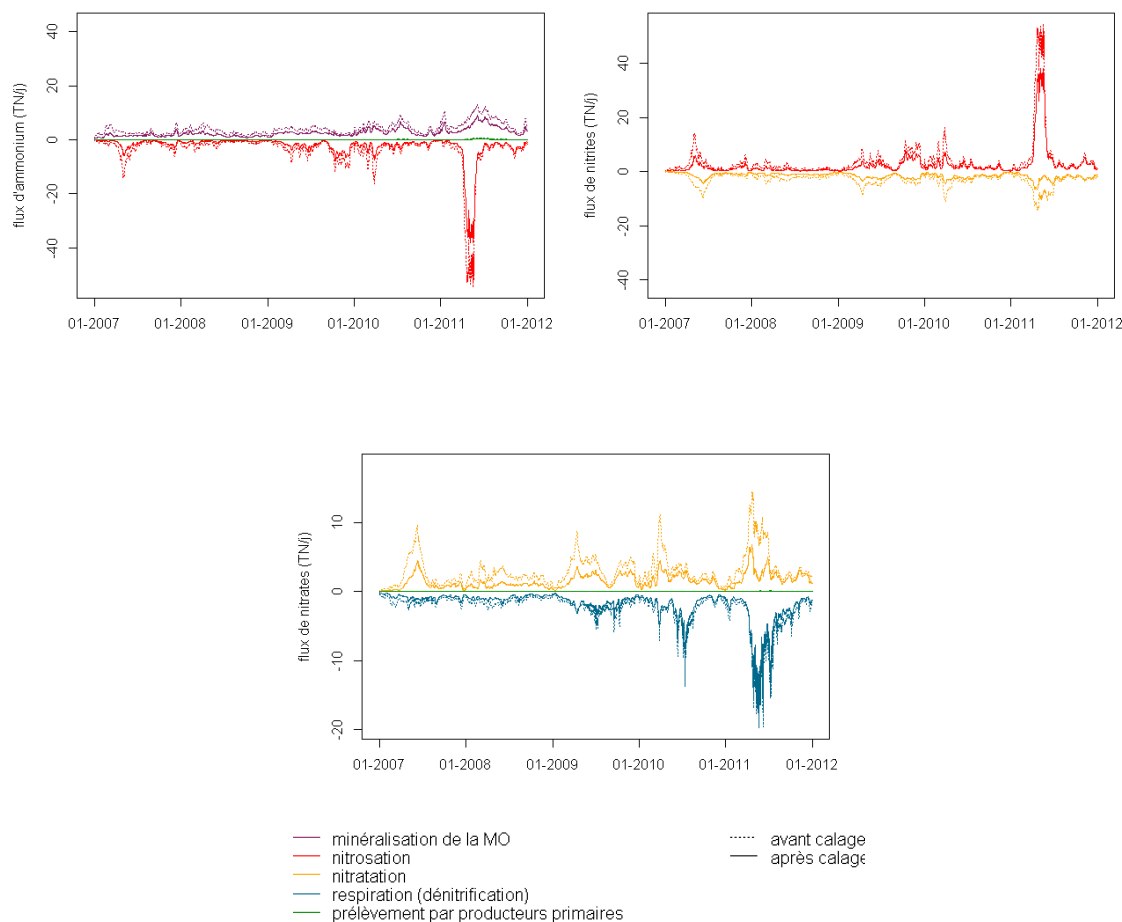 flux d'ammonium (TN/j)
40
20
0
-20
-40
01-2007 01-2008 01-2009 01-2010 01-2011 01-2012
flux de nitrites (TN/j)
40
20
0
-20
-40
01-2007 01-2008 01-2009 01-2010 01-2011 01-2012
flux de nitrates (TN/j)
10
0
-10
-20
01-2007 01-2008 01-2009 01-2010 01-2011 01-2012
minéralisation de la MO
nitrosation
nitratation
respiration (dénitrification)
prélèvement par producteurs primaires
avant calage
après calage